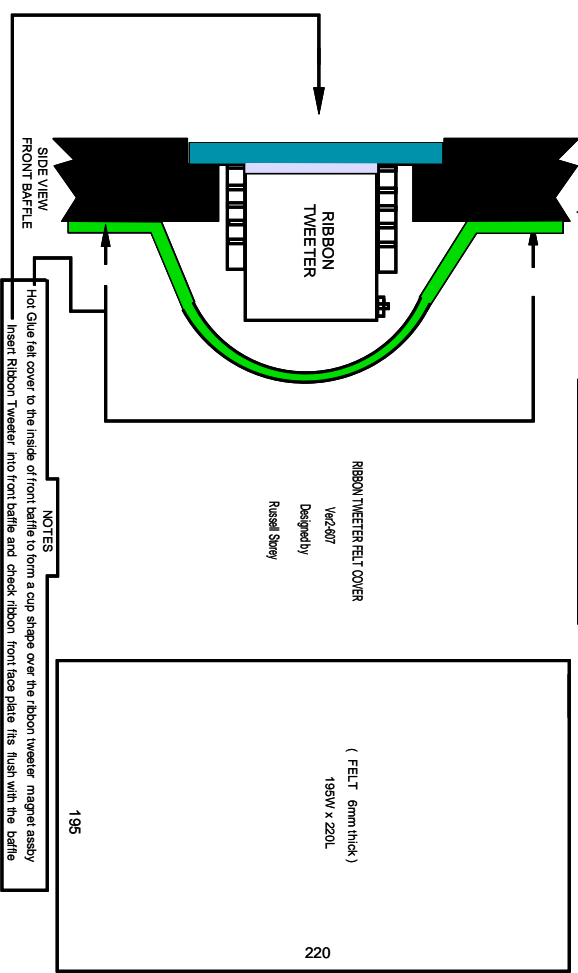 RIBBON TWEETER FELT COVER
Ver2-607
Designed by
Russell Storey
RIBBON
TWEETER
SIDE VIEW
FRONT BAFFLE
NOTES
Hot Glue felt cover to the inside of front baffle to form a cup shape over the ribbon tweeter magnet assby
Insert Ribbon Tweeter into front baffle and check ribbon front face plate fits flush with the baffle
( FELT 6mm thick )
195W x 220L
220
195